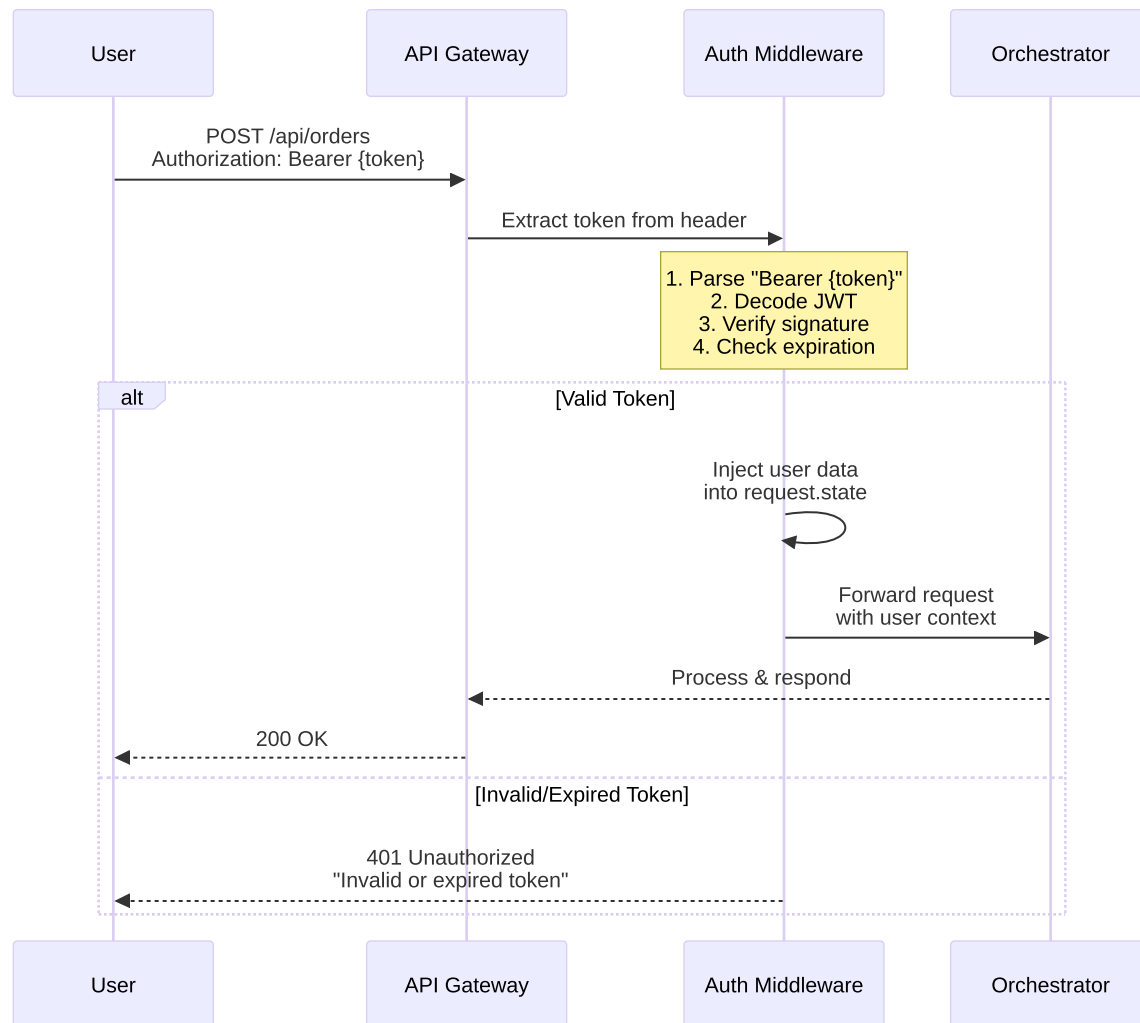 User
API Gateway
Auth Middleware
Orchestrator
POST /api/orders
Authorization: Bearer {token}
Extract token from header
1. Parse "Bearer {token}"
2. Decode JWT
3. Verify signature
4. Check expiration
alt
[Valid Token]
Inject user data
into request.state
Forward request
with user context
Process & respond
200 OK
[Invalid/Expired Token]
401 Unauthorized
"Invalid or expired token"
User
API Gateway
Auth Middleware
Orchestrator